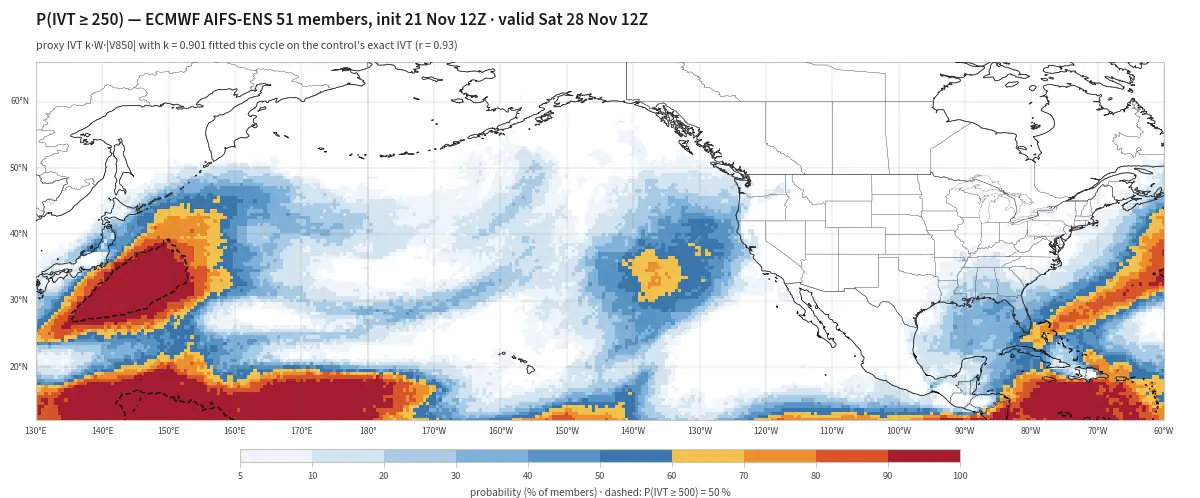 P(IVT ≥ 250) — ECMWF AIFS-ENS 51 members, init 21 Nov 12Z · valid Sat 28 Nov 12Z
proxy IVT k·W·|V850| with k = 0.901 fitted this cycle on the control's exact IVT (r = 0.93)
60°N
50°N
40°N
30°N
20°N
130°E 140°E 150°E 160°E 170°E 180° 170°W 160°W 150°W 140°W 130°W 120°W 110°W 100°W 90°W 80°W 70°W 60°W
5 10 20 30 40 50 60 70 80 90 100
probability (% of members) · dashed: P(IVT ≥ 500) = 50 %